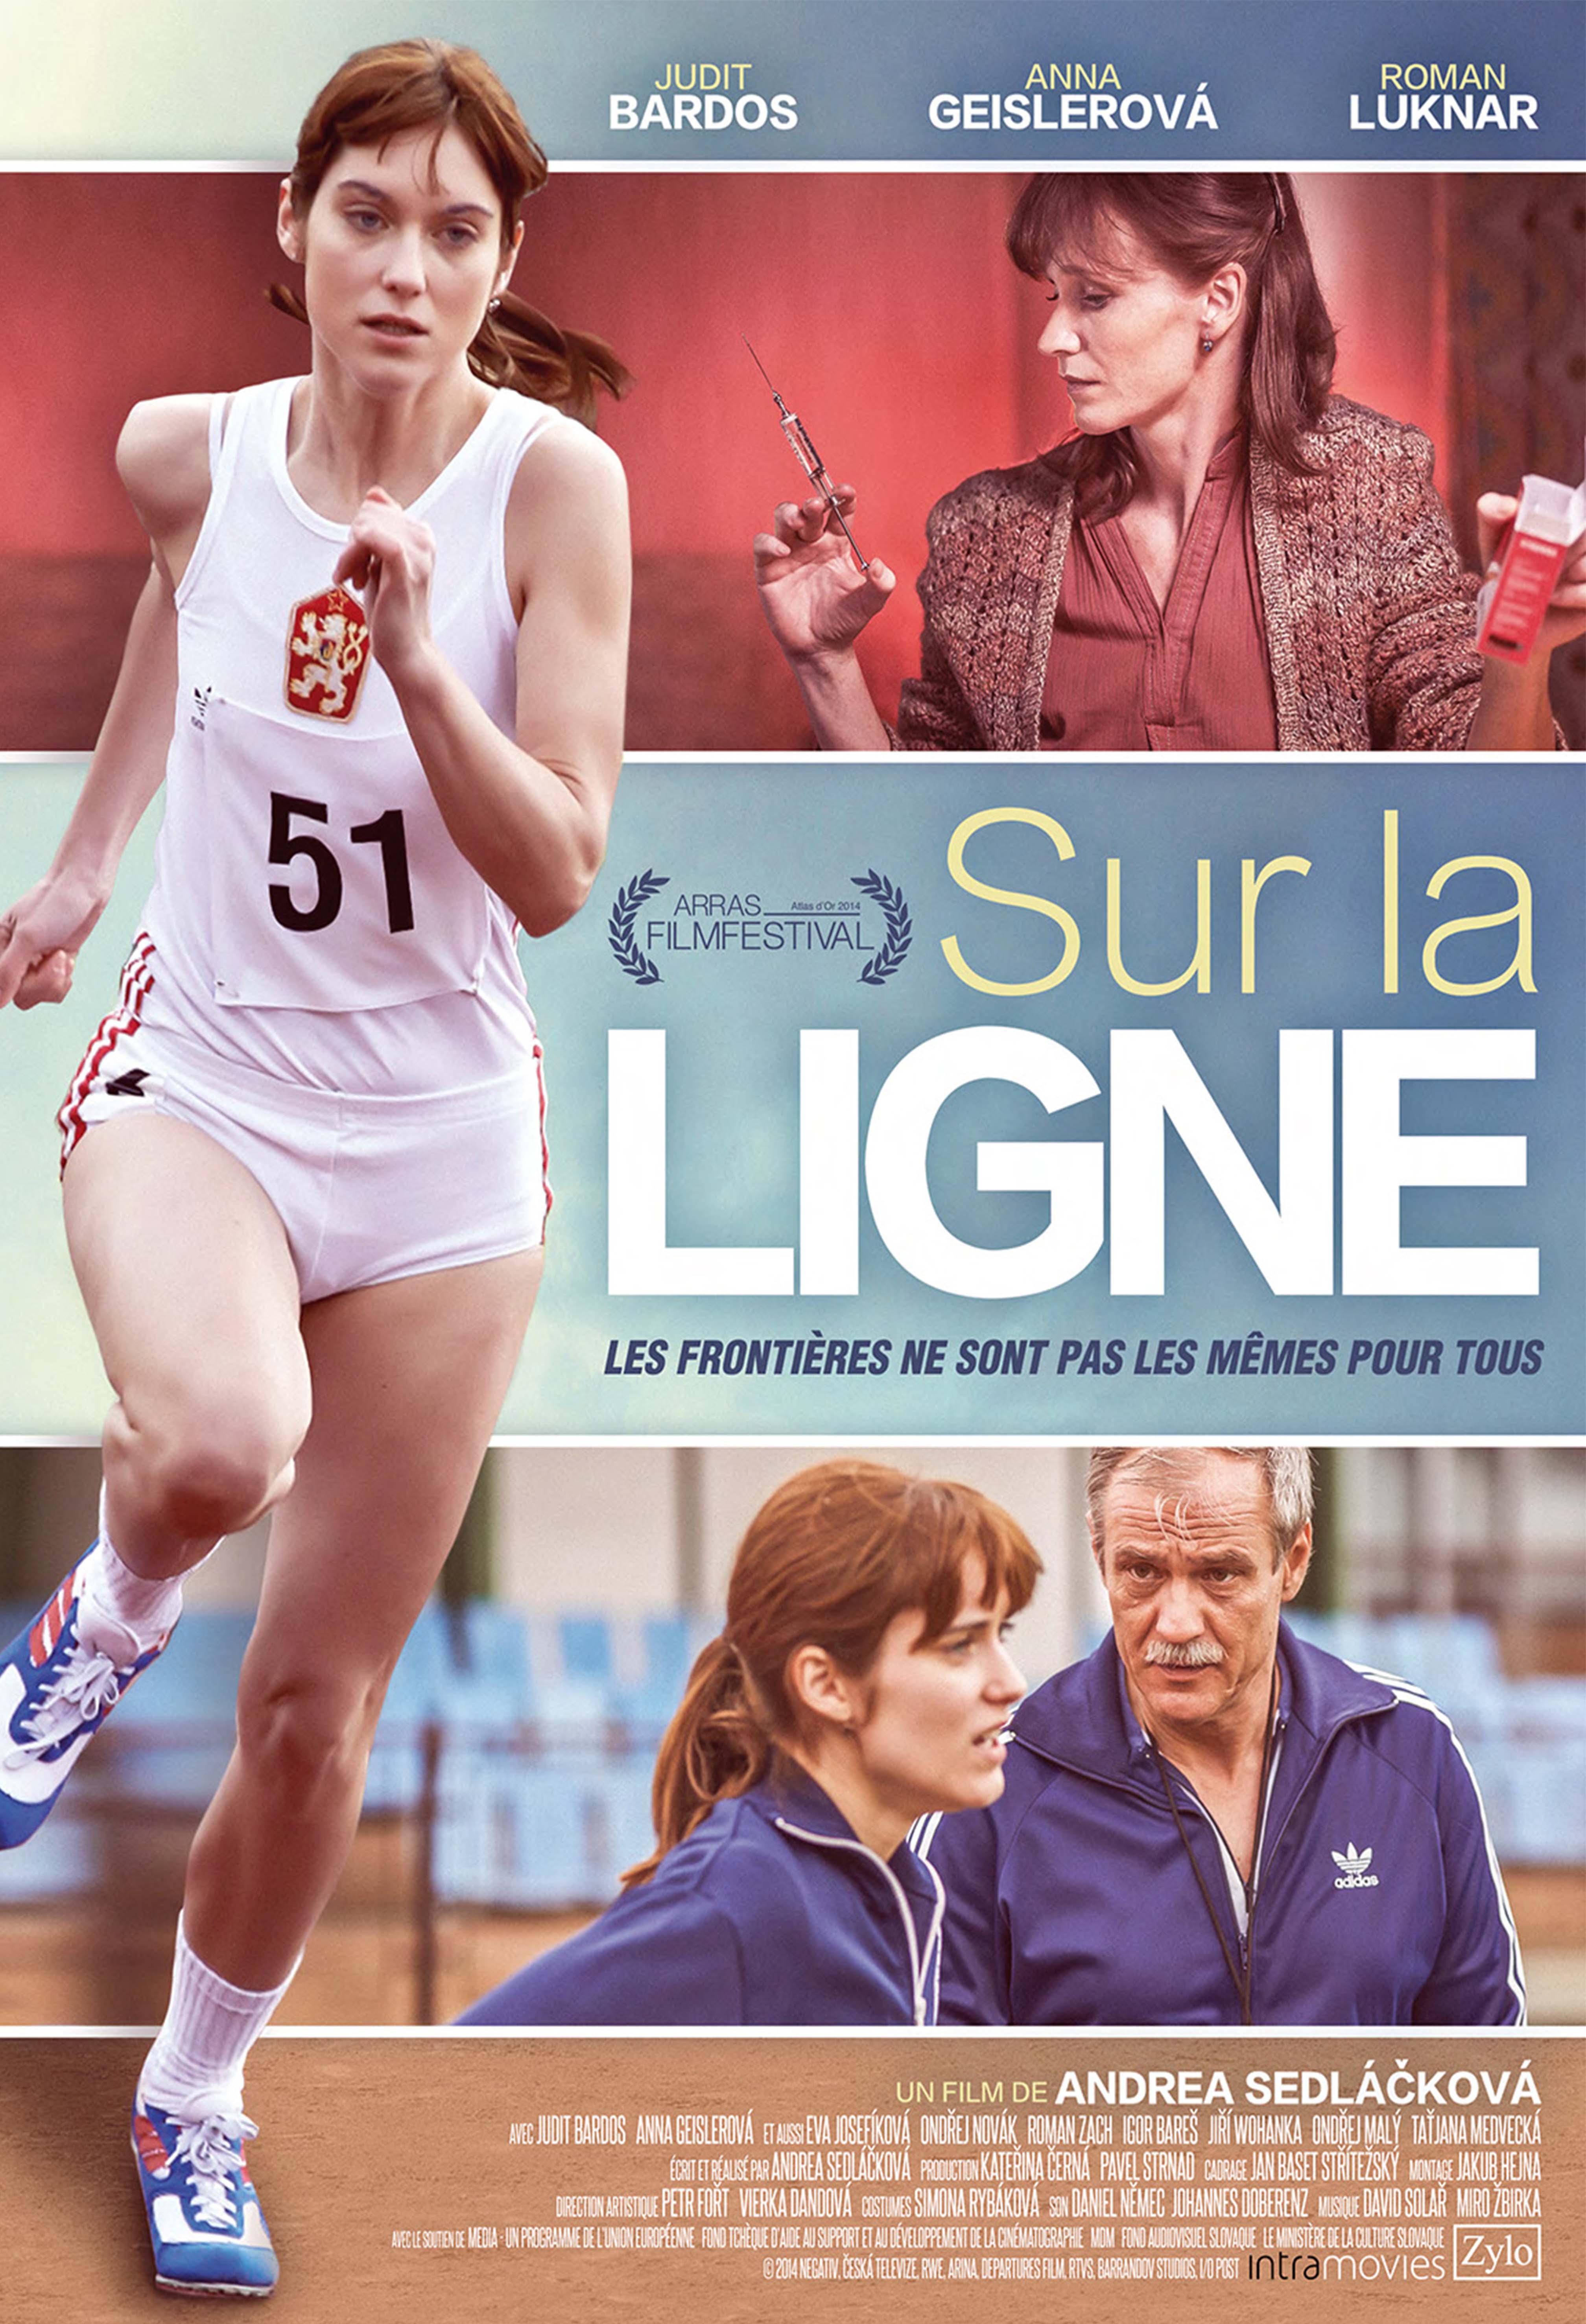 JUDIT BARDOS
ANNA GEISLEROVÁ
ROMAN LUKNAR
51
ARRAS Atlas d'Or 2014
FILMFESTIVAL
Sur la
LIGNE
LES FRONTIÈRES NE SONT PAS LES MÊMES POUR TOUS
adidas
UN FILM DE ANDREA SEDLÁČKOVÁ
AVEC JUDIT BARDOS ANNA GEISLEROVÁ ET AUSSI EVA JOSEFÍKOVÁ ONDŘEJ NOVÁK ROMAN ZACH IGOR BAREŠ JIŘÍ WOHANKA ONDŘEJ MALÝ TAŤJANA MEDVECKÁ
ÉCRIT ET RÉALISÉ PAR ANDREA SEDLÁČKOVÁ PRODUCTION KATEŘINA ČERNÁ PAVEL STRNAD CADRAGE JAN BASET STŘÍTEŽSKÝ MONTAGE JAKUB HEJNA
DIRECTION ARTISTIQUE PETR FOŘT VIERKA DANDOVÁ COSTUMES SIMONA RYBÁKOVÁ SON DANIEL NĚMEC JOHANNES DOBERENZ MUSIQUE DAVID SOLAŘ MIRO ŽBIRKA
AVEC LE SOUTIEN DE MEDIA - UN PROGRAMME DE L'UNION EUROPÉENNE FOND TCHÈQUE D'AIDE AU SUPPORT ET AU DÉVELOPPEMENT DE LA CINÉMATOGRAPHIE MDM FOND AUDIOVISUEL SLOVAQUE LE MINISTÈRE DE LA CULTURE SLOVAQUE
© 2014 NEGATIV, ČESKÁ TELEVIZE, RWE, ARINA, DEPARTURES FILM, RTVS, BARRANDOV STUDIOS, I/O POST intramovies Zylo